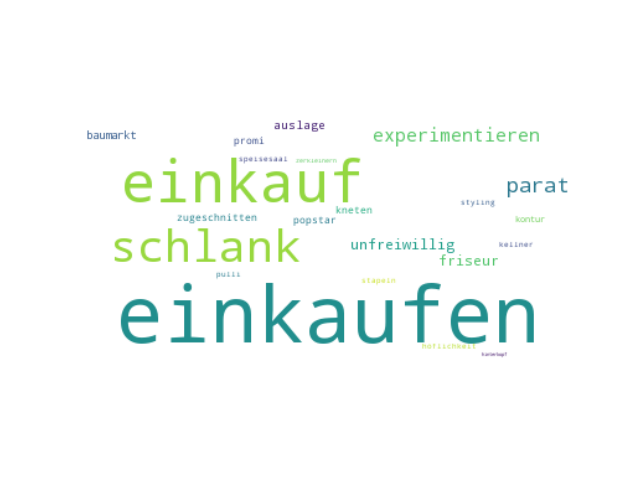 auslage
baumarkt
experimentieren
promi
speisesaal
zerkleinern
einkauf
parat
styling
kneten
zugeschnitten
popstar
kontur
schlank
unfreiwillig
kellner
friseur
pulli
stapeln
einkaufen
höflichkeit